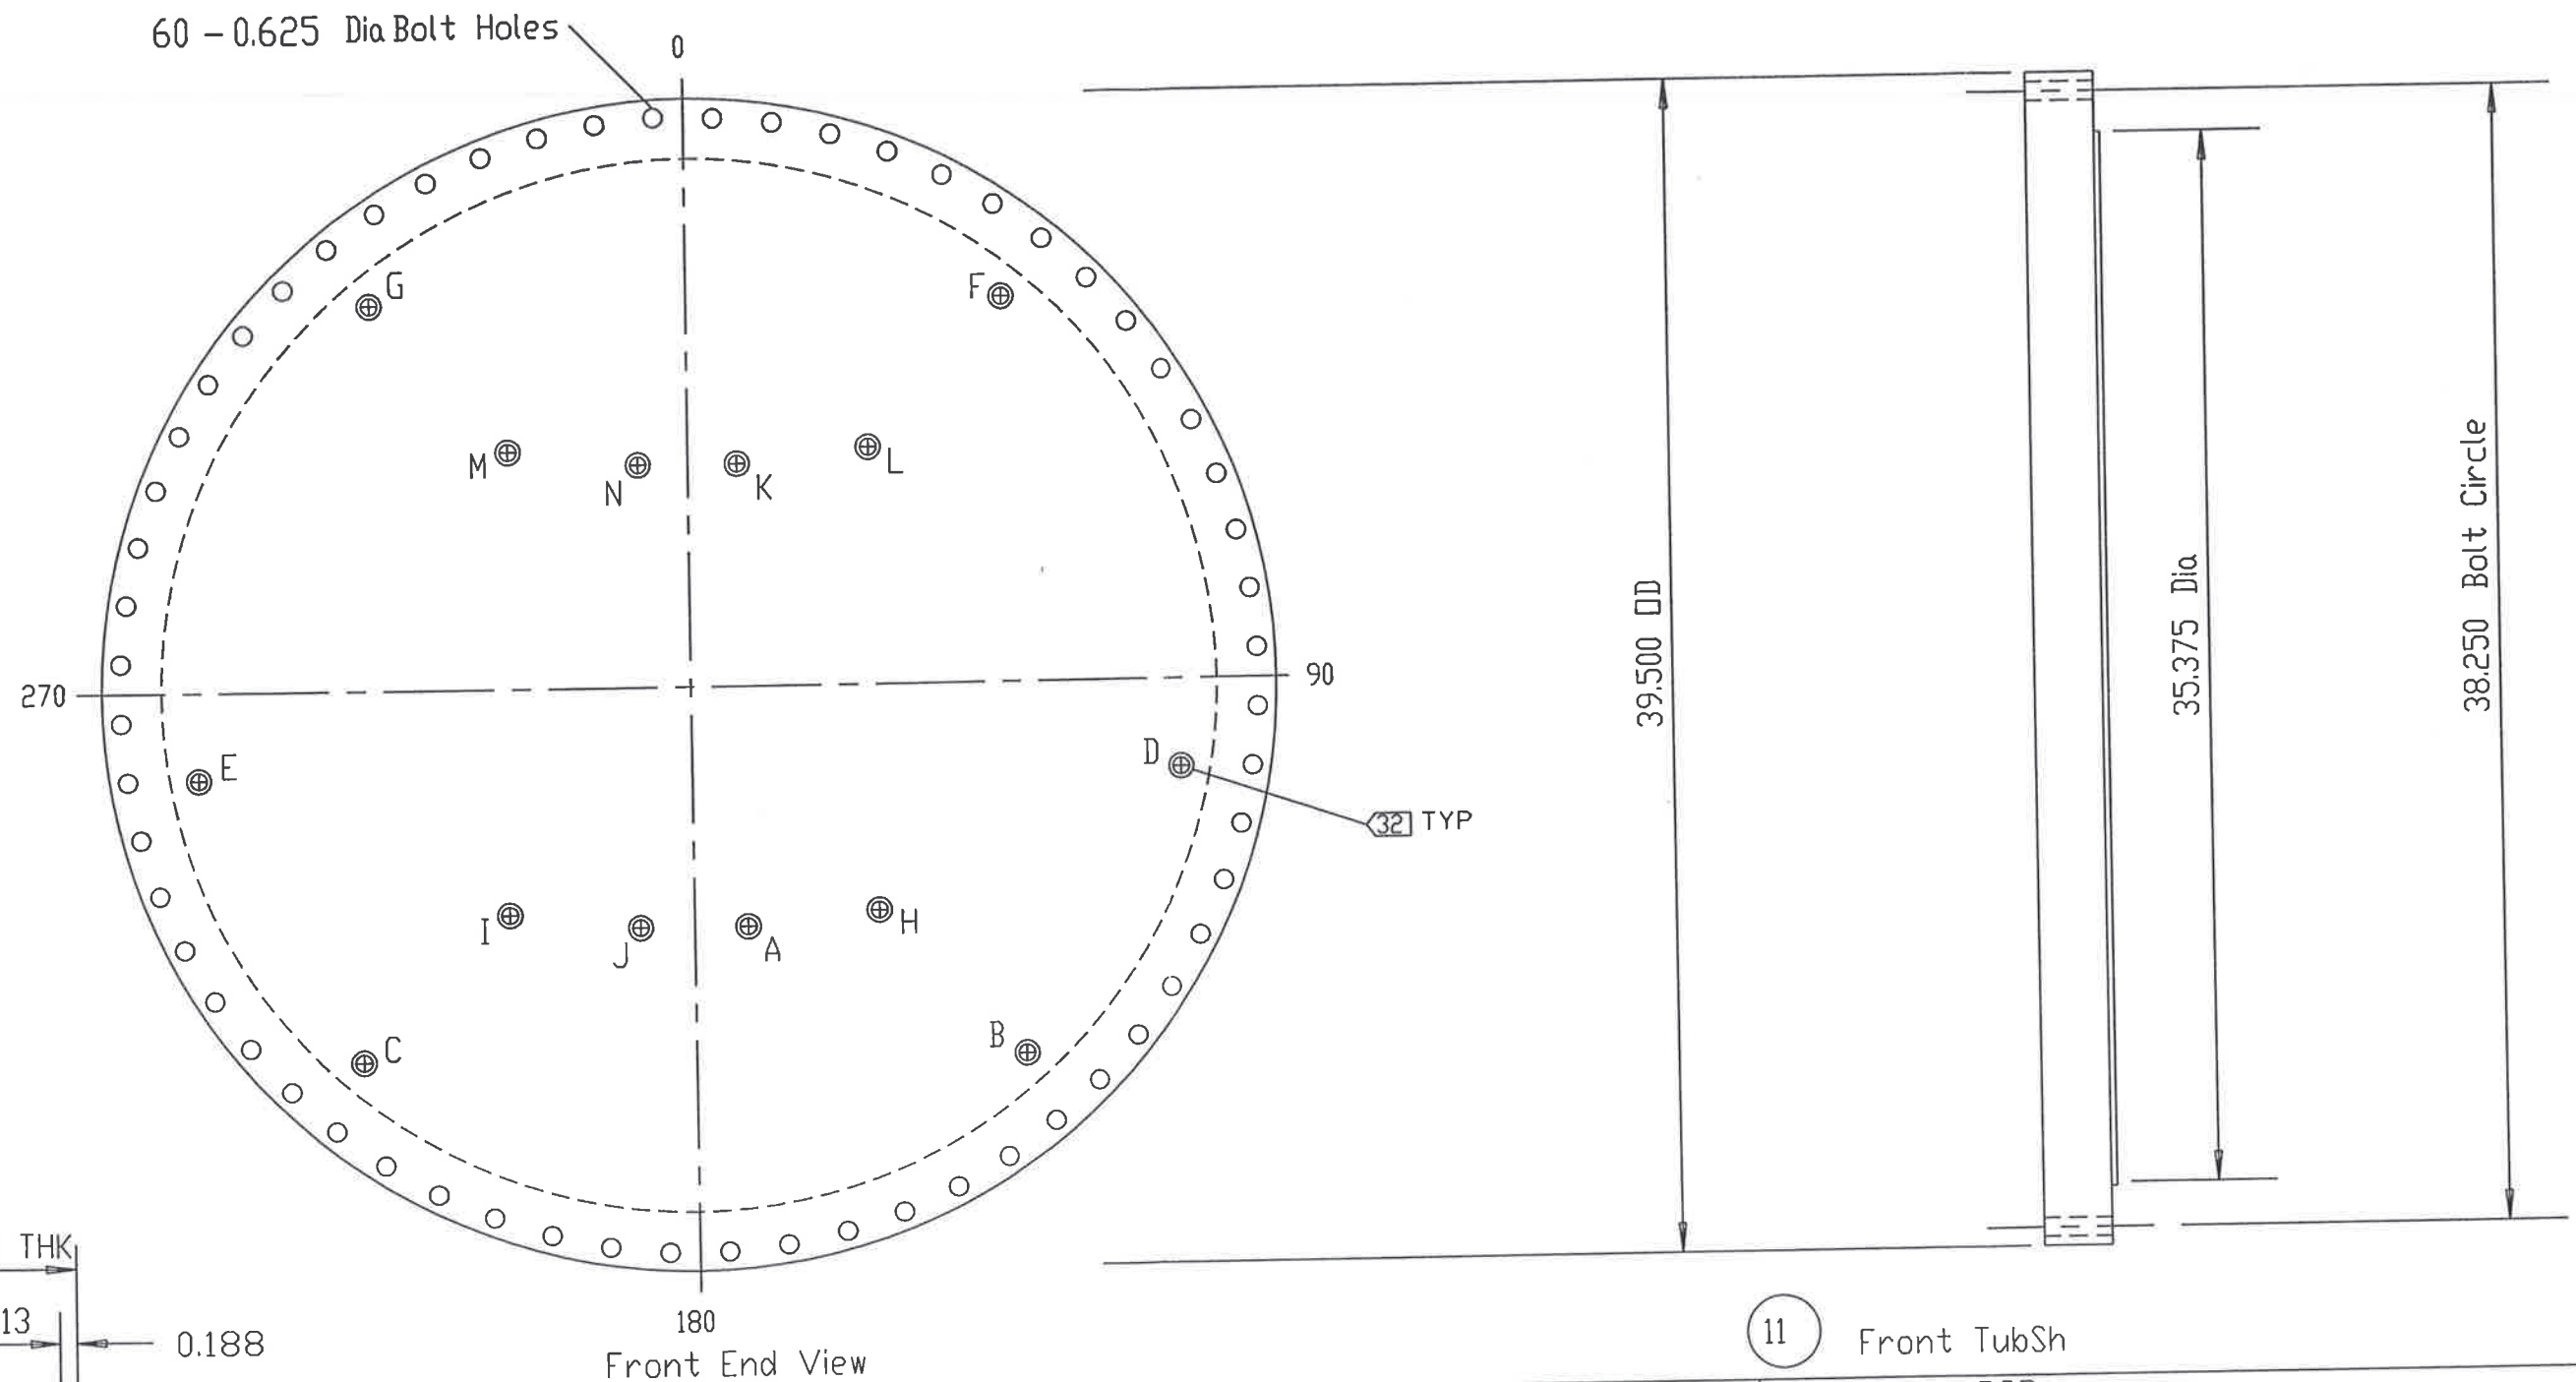 60 - 0.625 Dia Bolt Holes
0
G
F
M
N
K
L
270
90
E
D
32 TYP
I
J
A
H
C
B
180
Front End View
THK
13
0.188
39.500 OD
35.375 Dia
38.250 Bolt Circle
11 Front TubSh